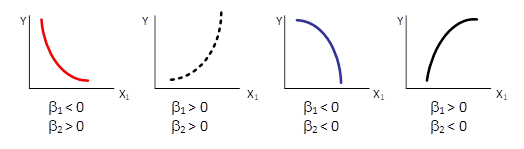 Y Y Y Y
X₁ X₁ X₁ X₁
β₁ < 0 β₁ > 0 β₁ < 0 β₁ > 0
β₂ > 0 β₂ > 0 β₂ < 0 β₂ < 0